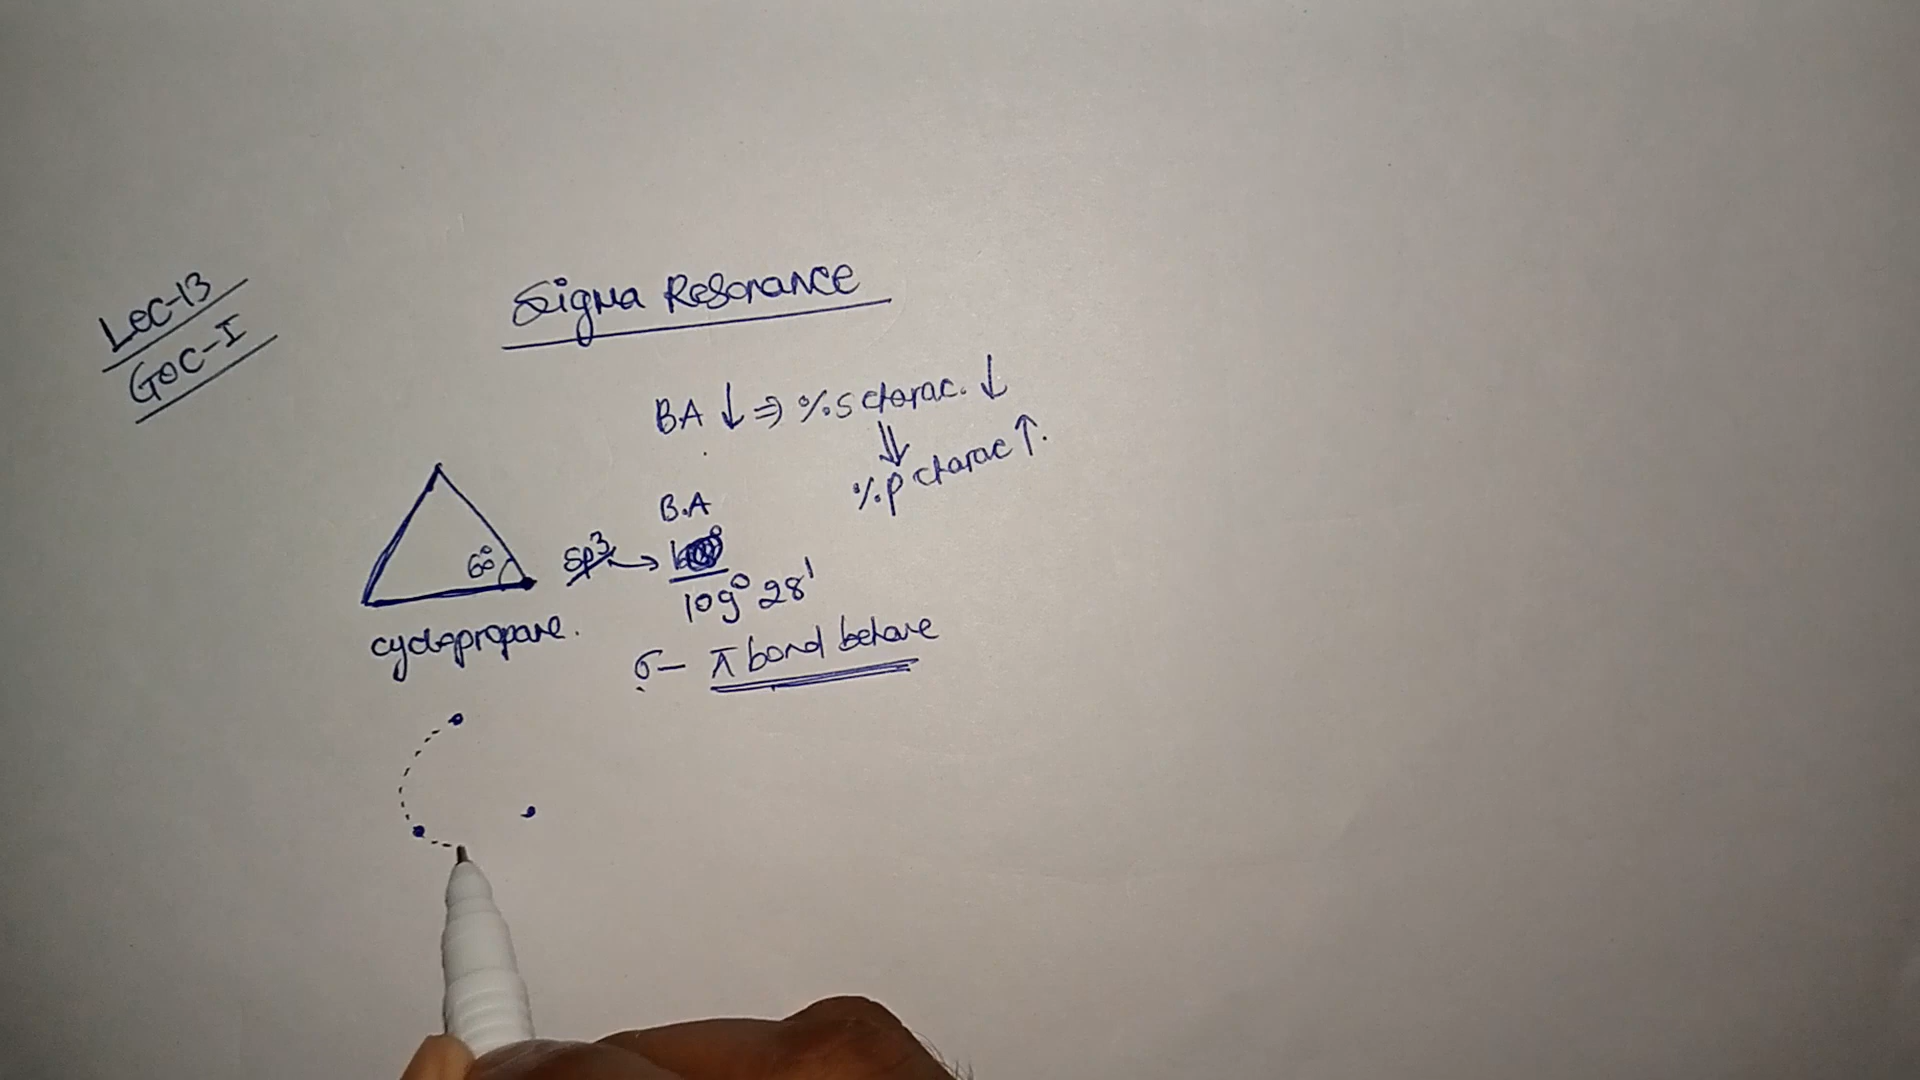 Lec-13
GOC-I
Sigma Resonance
BA ↓ ⇒ %s charac. ↓
⇓
%p charac ↑.
B.A
60° sp³ →
109° 28'
cyclopropane.
σ- π bond behave